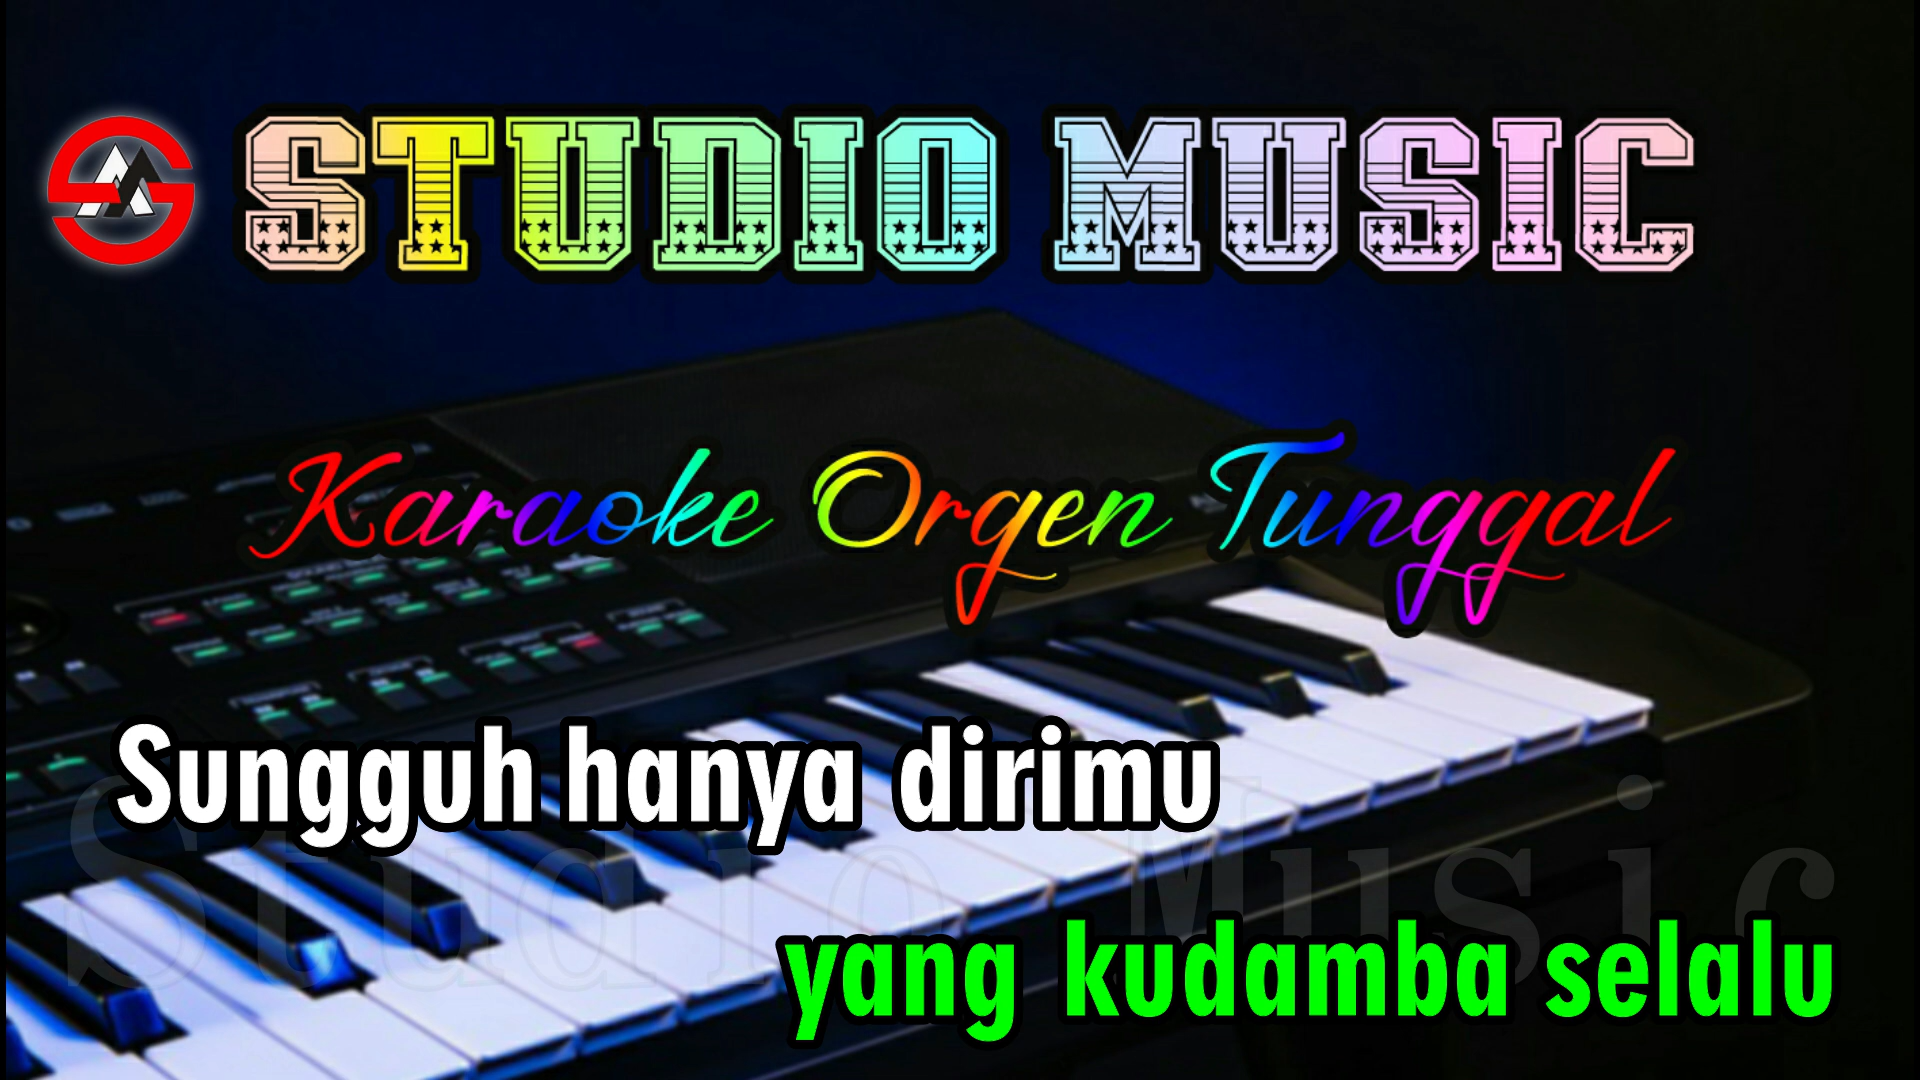 STUDIO MUSIC
Karaoke Orgen Tunggal
Sungguh hanya dirimu
Studio Music
yang kudamba selalu